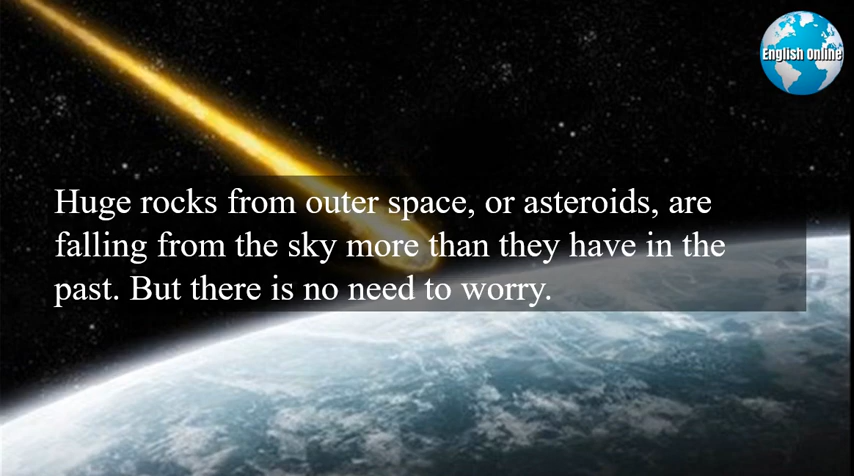 English Online
Huge rocks from outer space, or asteroids, are
falling from the sky more than they have in the
past. But there is no need to worry.